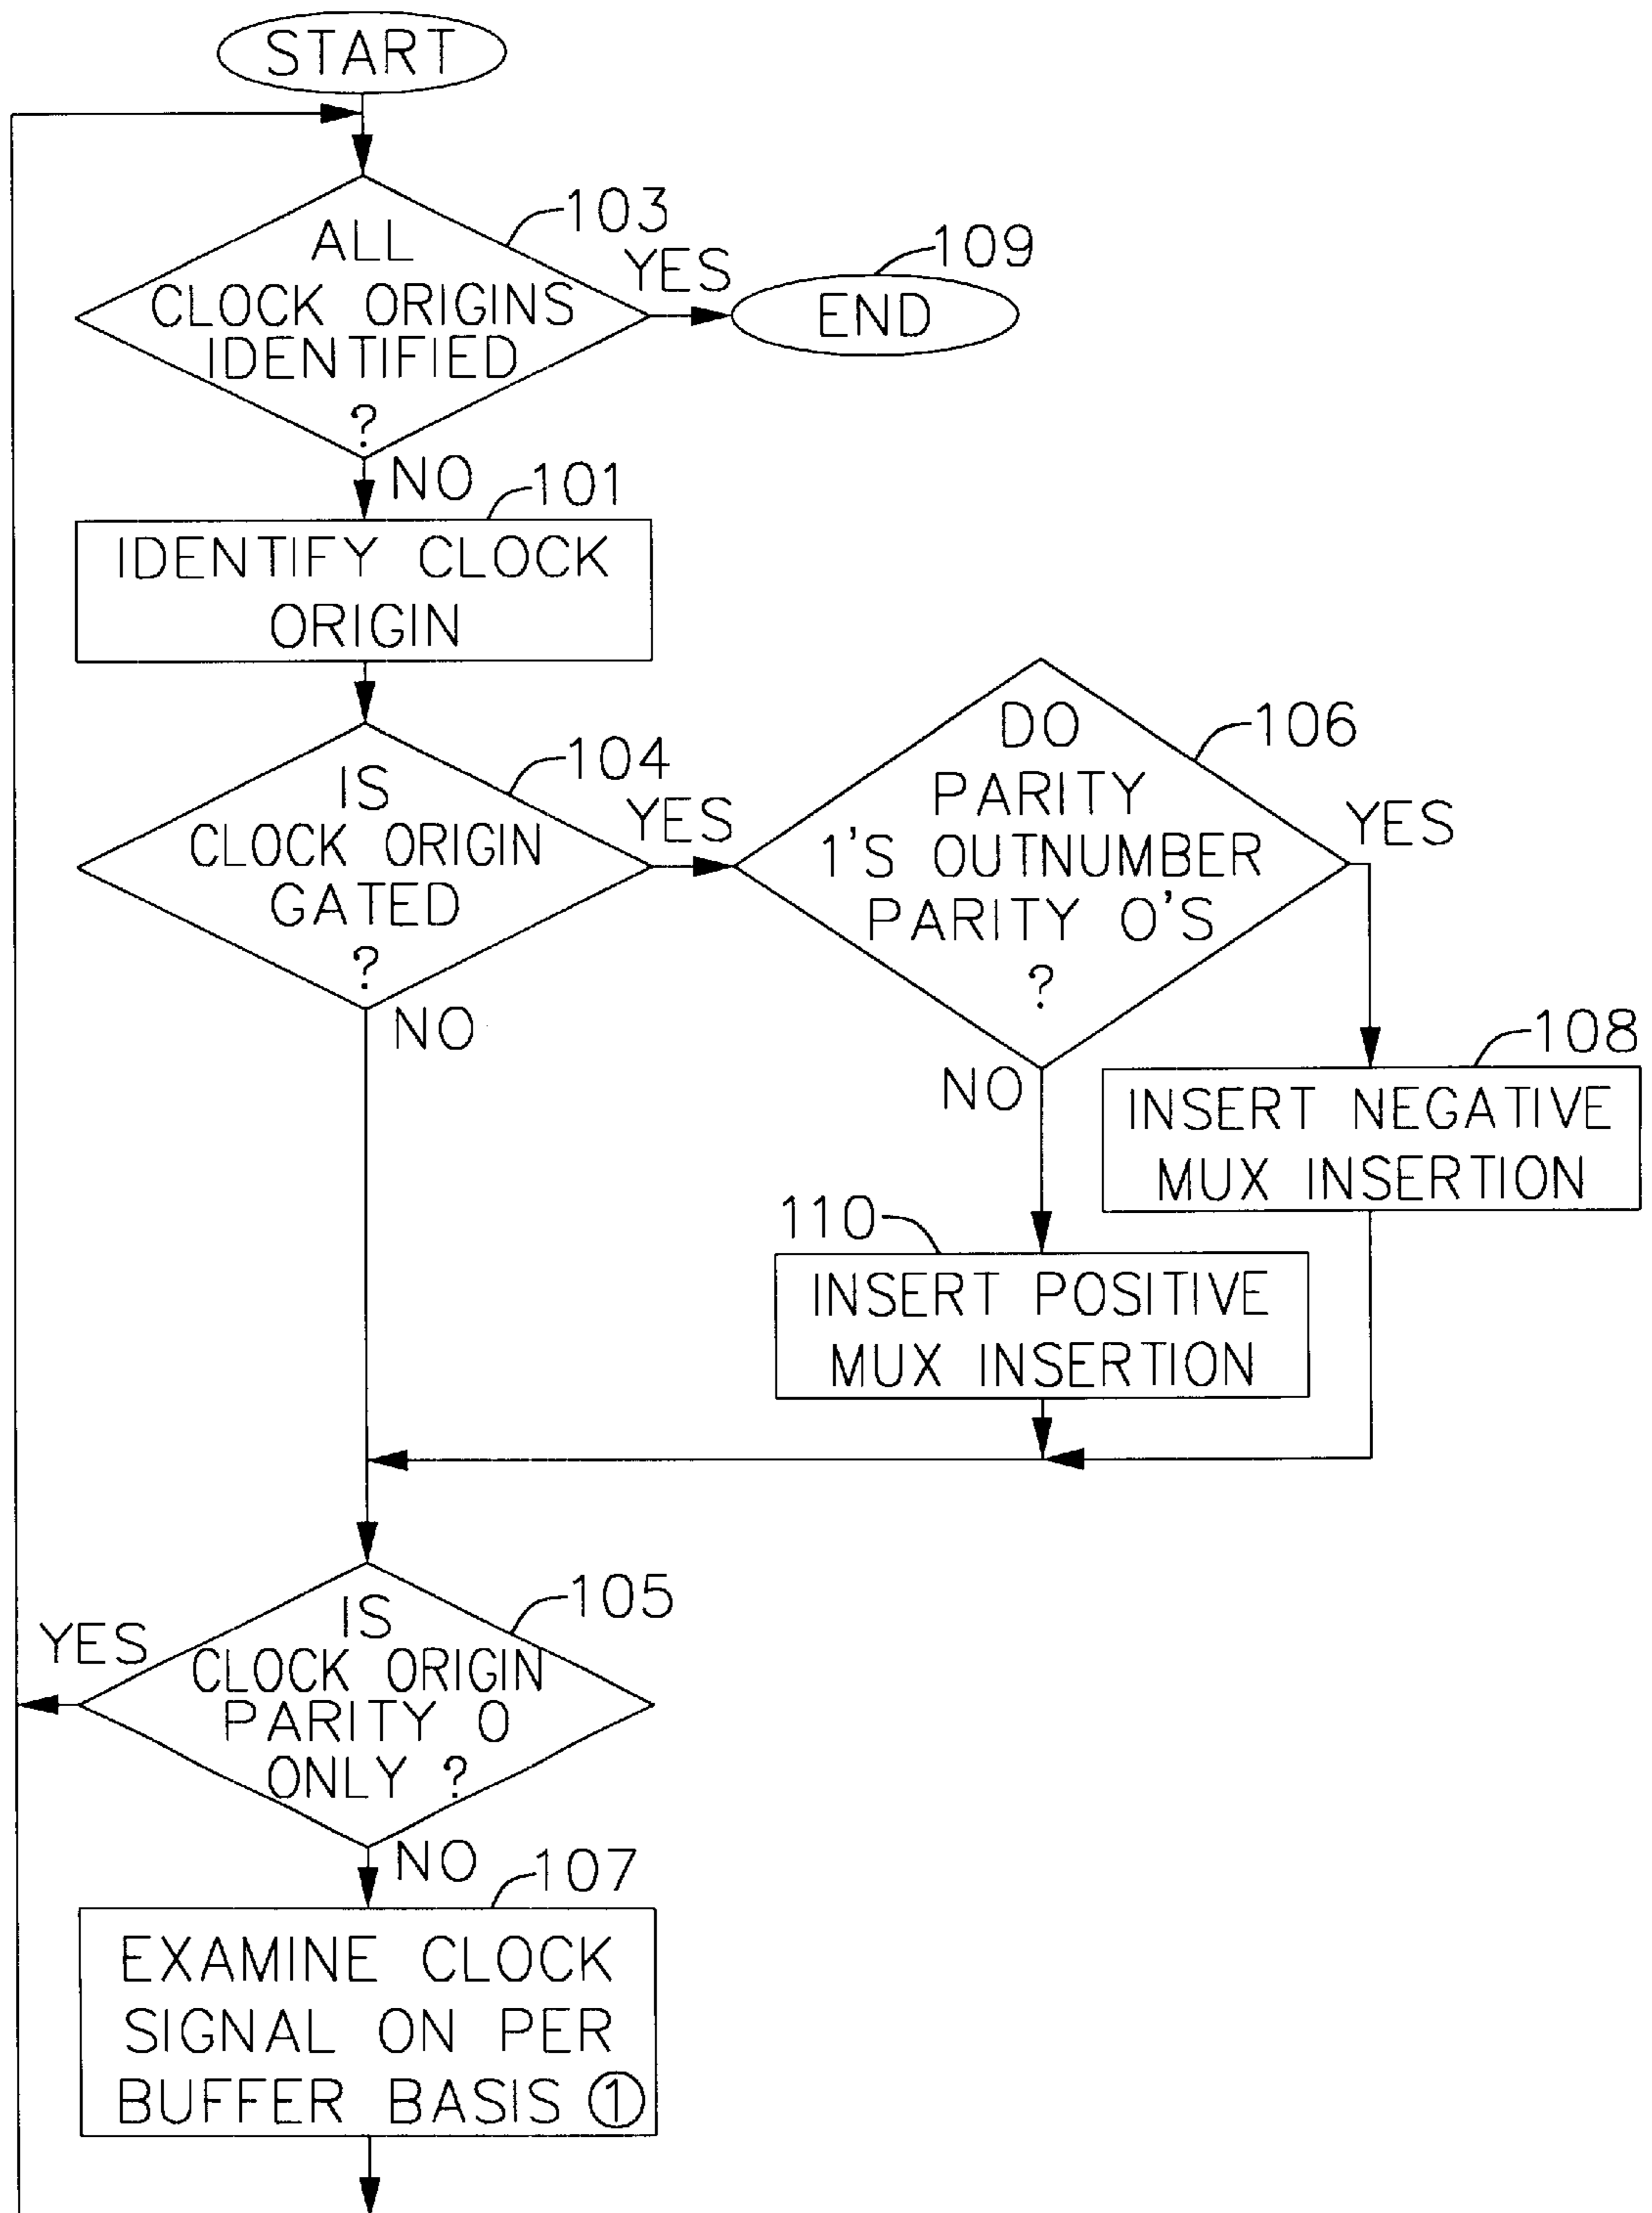 START
103
ALL
CLOCK ORIGINS
IDENTIFIED
?
YES
109
END
NO
101
IDENTIFY CLOCK
ORIGIN
104
IS
CLOCK ORIGIN
GATED
?
YES
NO
106
DO
PARITY
1'S OUTNUMBER
PARITY 0'S
?
YES
NO
108
INSERT NEGATIVE
MUX INSERTION
110
INSERT POSITIVE
MUX INSERTION
105
IS
CLOCK ORIGIN
PARITY 0
ONLY ?
YES
NO
107
EXAMINE CLOCK
SIGNAL ON PER
BUFFER BASIS ①